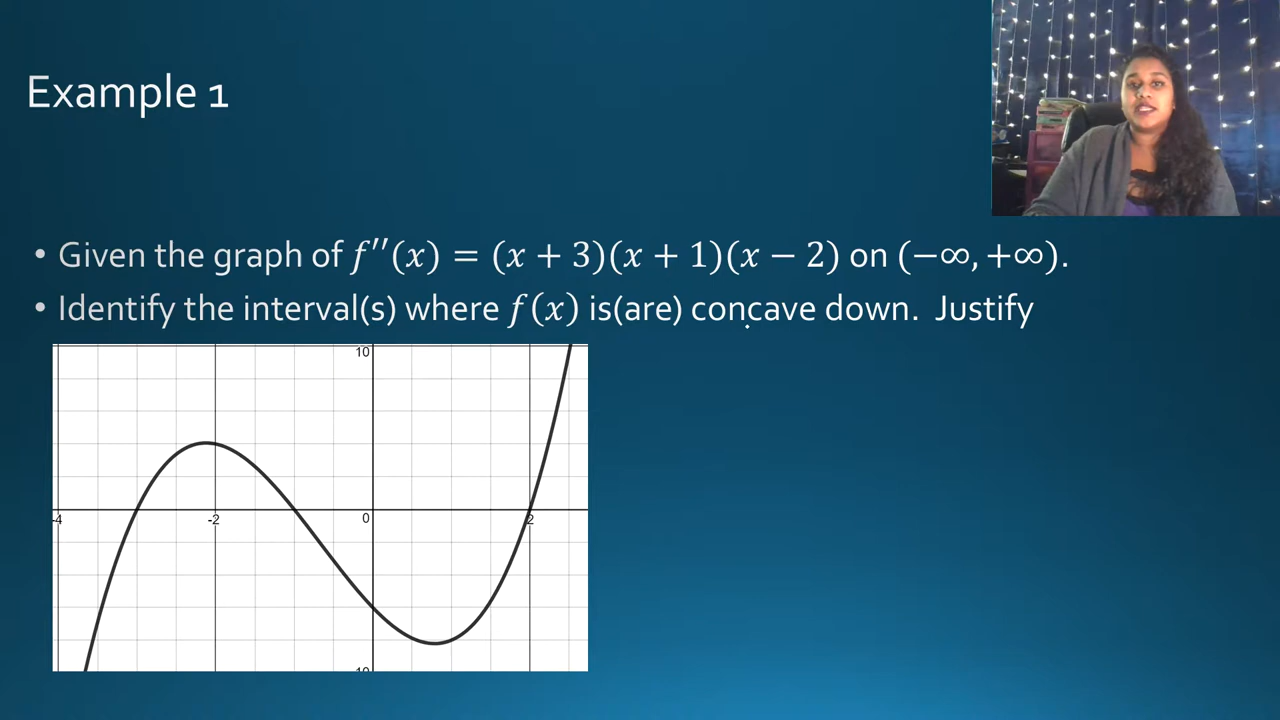 Example 1
• Given the graph of f′′(x) = (x + 3)(x + 1)(x − 2) on (−∞, +∞).
• Identify the interval(s) where f(x) is(are) concave down. Justify
10
-4 -2 0 2
10